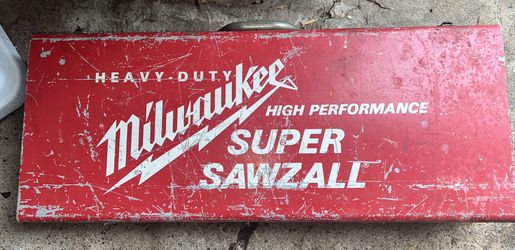 HEAVY-DUTY
Milwaukee
HIGH PERFORMANCE
SUPER
SAWZALL